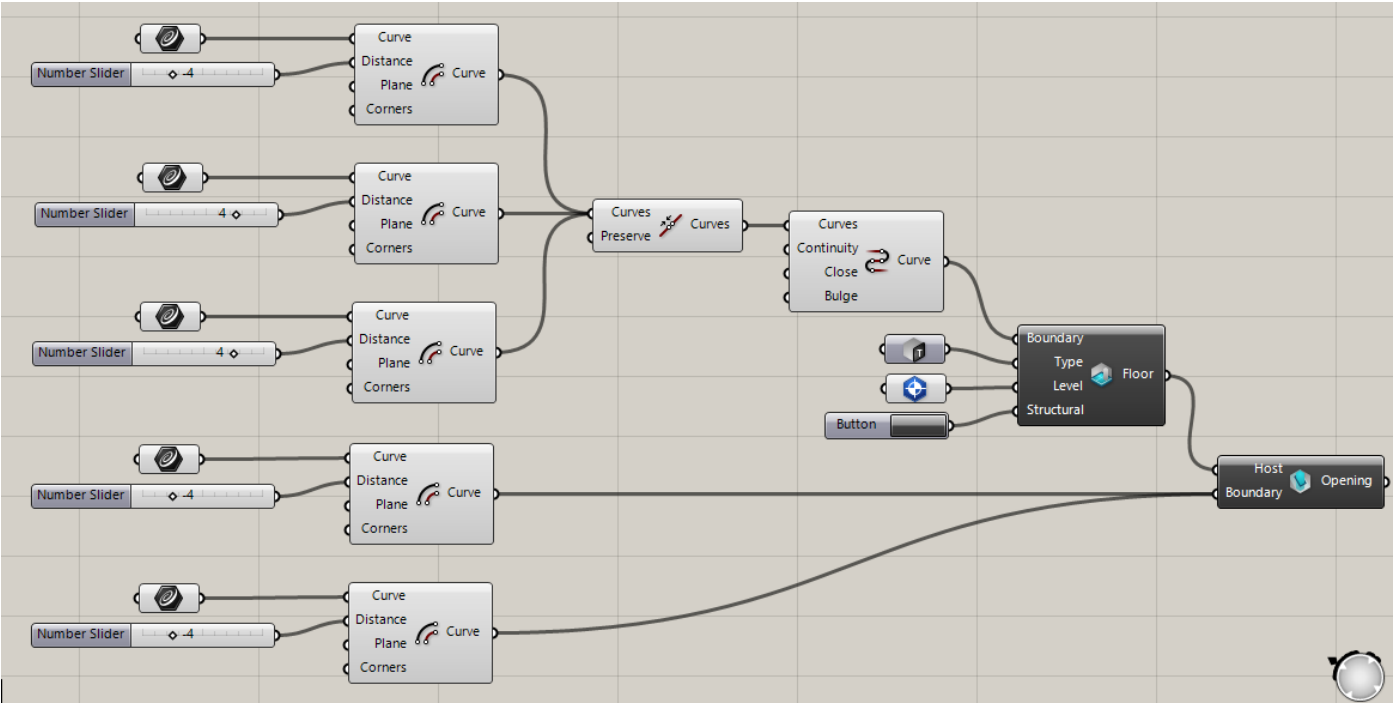 Curve
Number Slider -4 Distance
Plane Curve
Corners
Curve
Number Slider 4 Distance
Plane Curve
Corners
Curves
Preserve Curves
Curves
Continuity
Close Curve
Bulge
Curve
Number Slider 4 Distance
Plane Curve
Corners
Boundary
Type
Level Floor
Structural
Button
Curve
Number Slider -4 Distance
Plane Curve
Corners
Host
Boundary Opening
Curve
Number Slider -4 Distance
Plane Curve
Corners